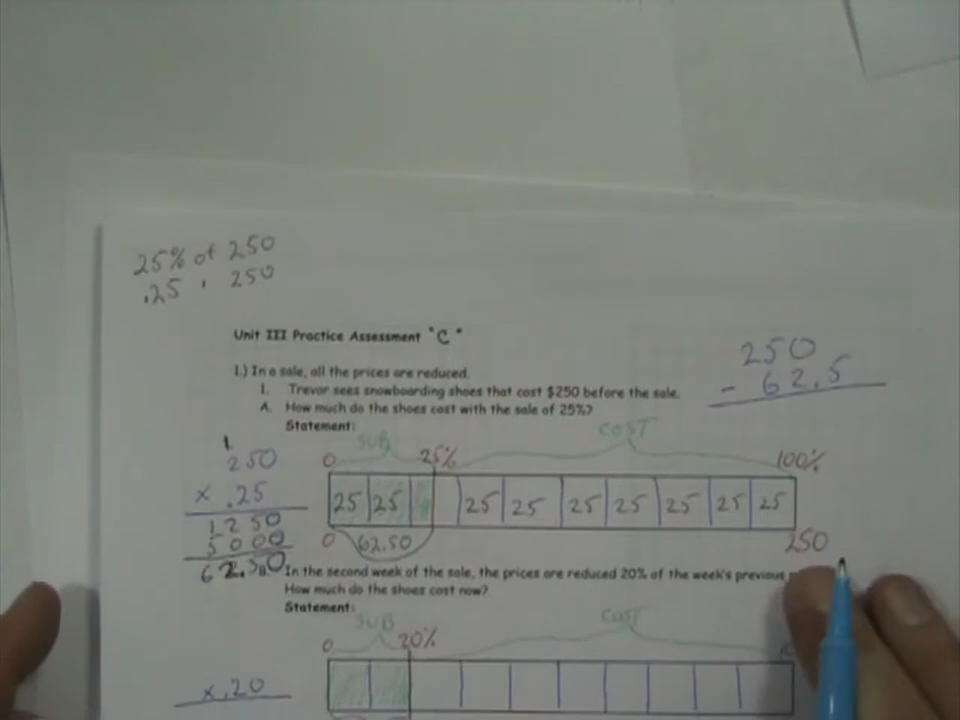 25% of 250
.25 . 250
Unit III Practice Assessment "C"
1.) In a sale, all the prices are reduced.
1. Trevor sees snowboarding shoes that cost $250 before the sale.
A. How much do the shoes cost with the sale of 25%?
Statement:
250
- 62.5
1
250
x .25
1250
5000
62.50
SUB COST
0 25% 100%
25 25 25 25 25 25 25 25 25
0 62.50 250
B. In the second week of the sale, the prices are reduced 20% of the week's previous
How much do the shoes cost now?
Statement:
SUB COST
0 20%
x .20